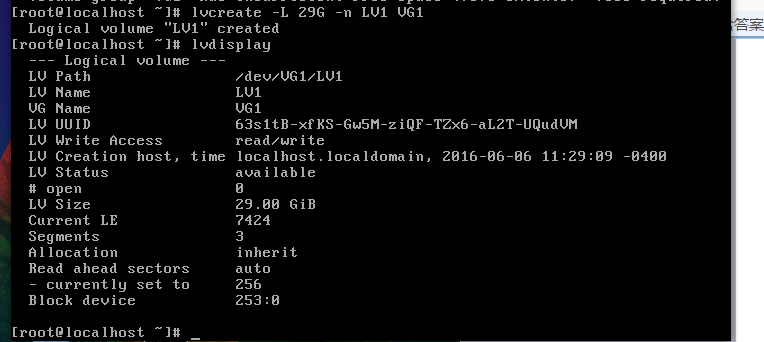 [root@localhost ~]# lvcreate -L 29G -n LV1 VG1
  Logical volume "LV1" created
[root@localhost ~]# lvdisplay
  --- Logical volume ---
  LV Path                /dev/VG1/LV1
  LV Name                LV1
  VG Name                VG1
  LV UUID                63s1tB-xfKS-Gw5M-ziQF-TZx6-aL2T-UQudVM
  LV Write Access        read/write
  LV Creation host, time localhost.localdomain, 2016-06-06 11:29:09 -0400
  LV Status              available
  # open                 0
  LV Size                29.00 GiB
  Current LE             7424
  Segments               3
  Allocation             inherit
  Read ahead sectors     auto
  - currently set to     256
  Block device           253:0
[root@localhost ~]# _
答案